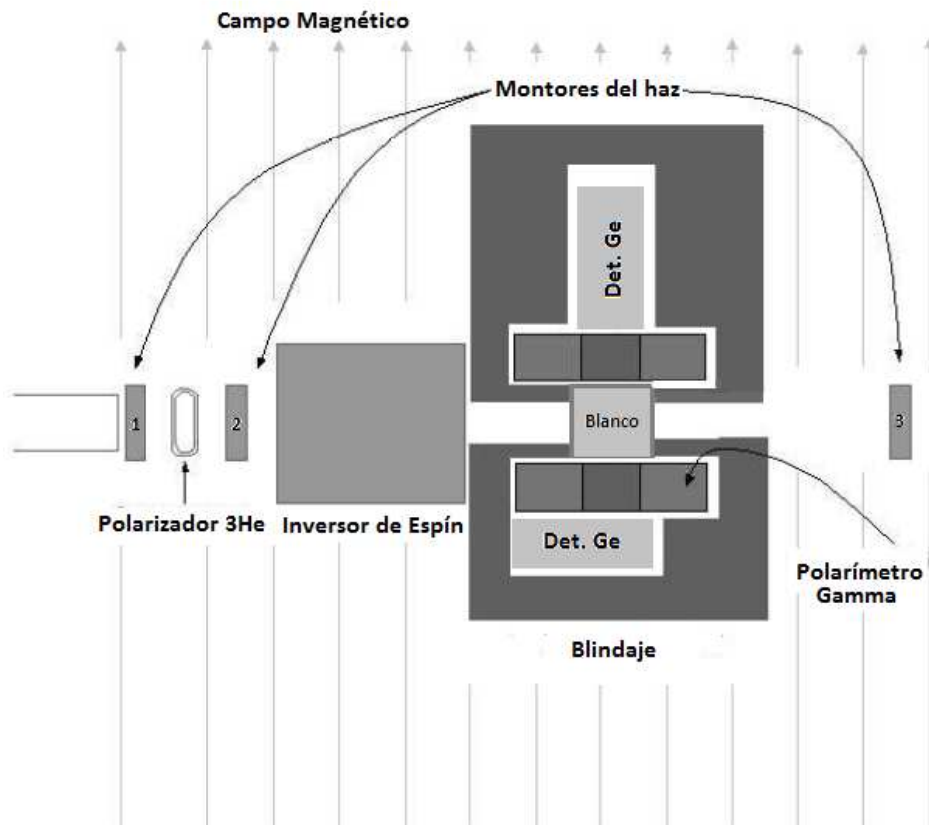 Campo Magnético
Montores del haz
Det. Ge
1
2
Blanco
3
Polarizador 3He
Inversor de Espín
Det. Ge
Polarímetro
Gamma
Blindaje